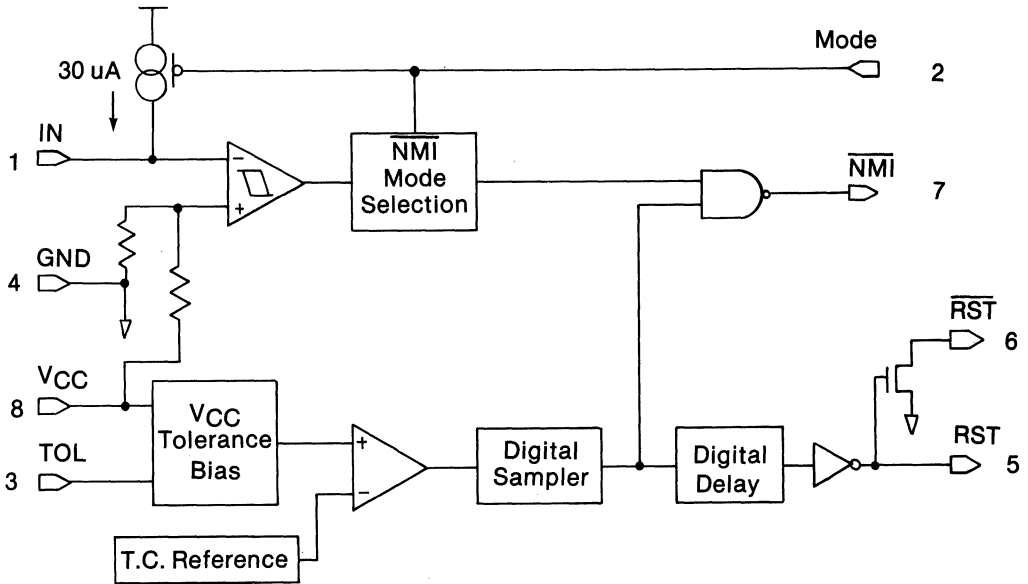 Mode
2
30 uA
IN
1
−
+
NMI
Mode
Selection
NMI
7
GND
4
RST
6
VCC
8
VCC
Tolerance
Bias
TOL
3
+
−
Digital
Sampler
Digital
Delay
RST
5
T.C. Reference